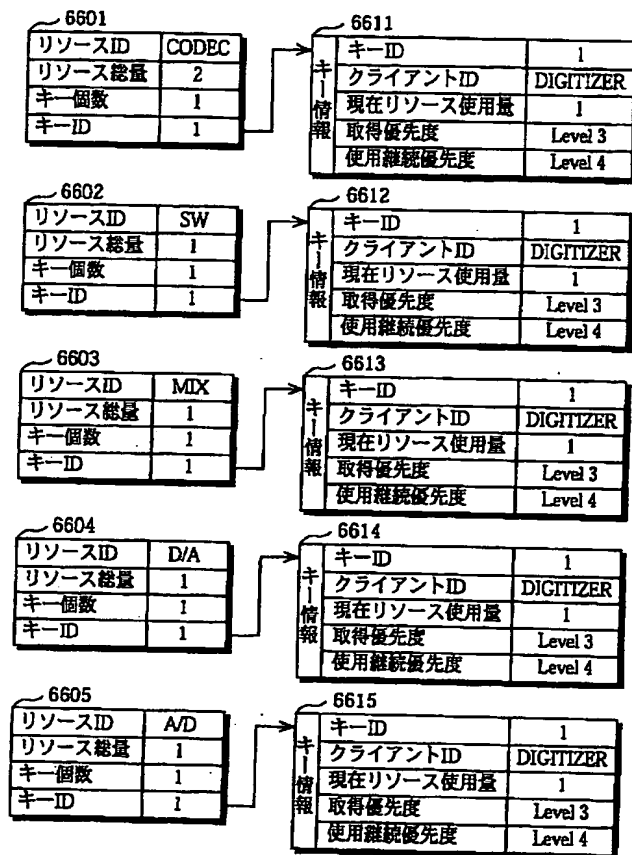 6601
リソースID CODEC
リソース総量 2
キー個数 1
キーID 1
6611
キー情報
キーID 1
クライアントID DIGITIZER
現在リソース使用量 1
取得優先度 Level 3
使用継続優先度 Level 4
6602
リソースID SW
リソース総量 1
キー個数 1
キーID 1
6612
キー情報
キーID 1
クライアントID DIGITIZER
現在リソース使用量 1
取得優先度 Level 3
使用継続優先度 Level 4
6603
リソースID MIX
リソース総量 1
キー個数 1
キーID 1
6613
キー情報
キーID 1
クライアントID DIGITIZER
現在リソース使用量 1
取得優先度 Level 3
使用継続優先度 Level 4
6604
リソースID D/A
リソース総量 1
キー個数 1
キーID 1
6614
キー情報
キーID 1
クライアントID DIGITIZER
現在リソース使用量 1
取得優先度 Level 3
使用継続優先度 Level 4
6605
リソースID A/D
リソース総量 1
キー個数 1
キーID 1
6615
キー情報
キーID 1
クライアントID DIGITIZER
現在リソース使用量 1
取得優先度 Level 3
使用継続優先度 Level 4